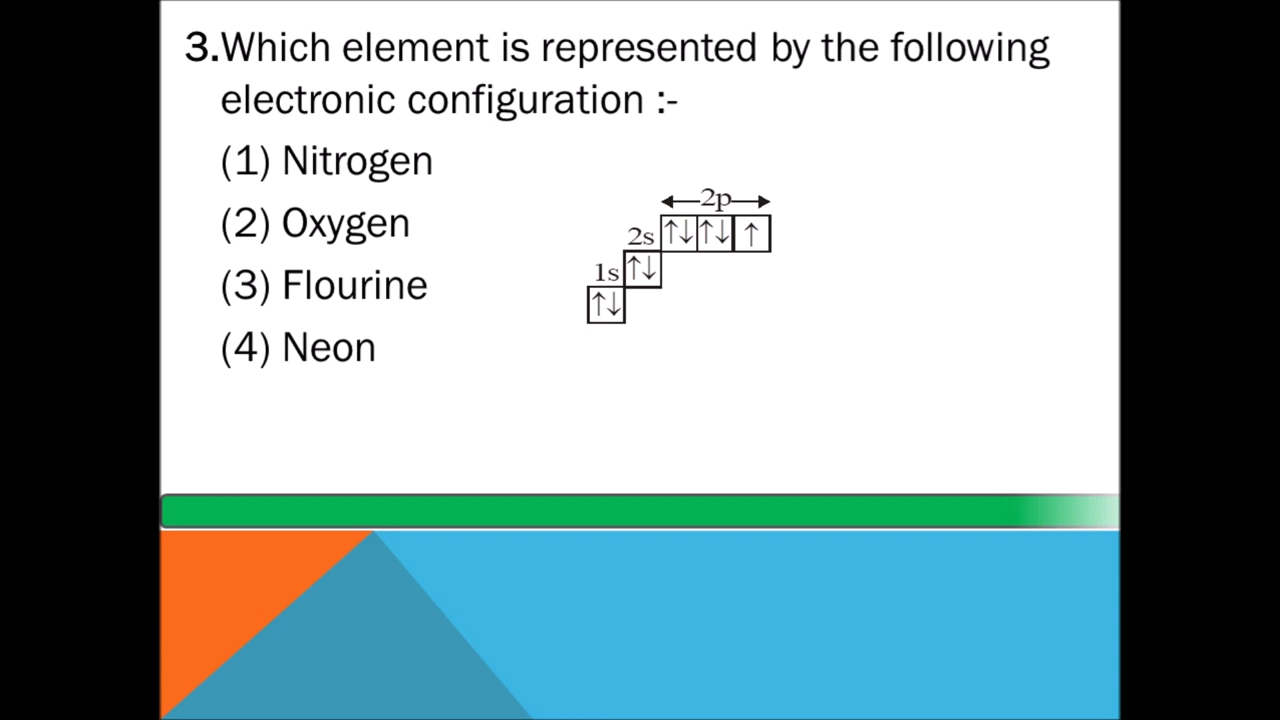 3.Which element is represented by the following
electronic configuration :-
(1) Nitrogen
(2) Oxygen
(3) Flourine
(4) Neon
2p
2s ↑↓ ↑↓ ↑
1s ↑↓
↑↓